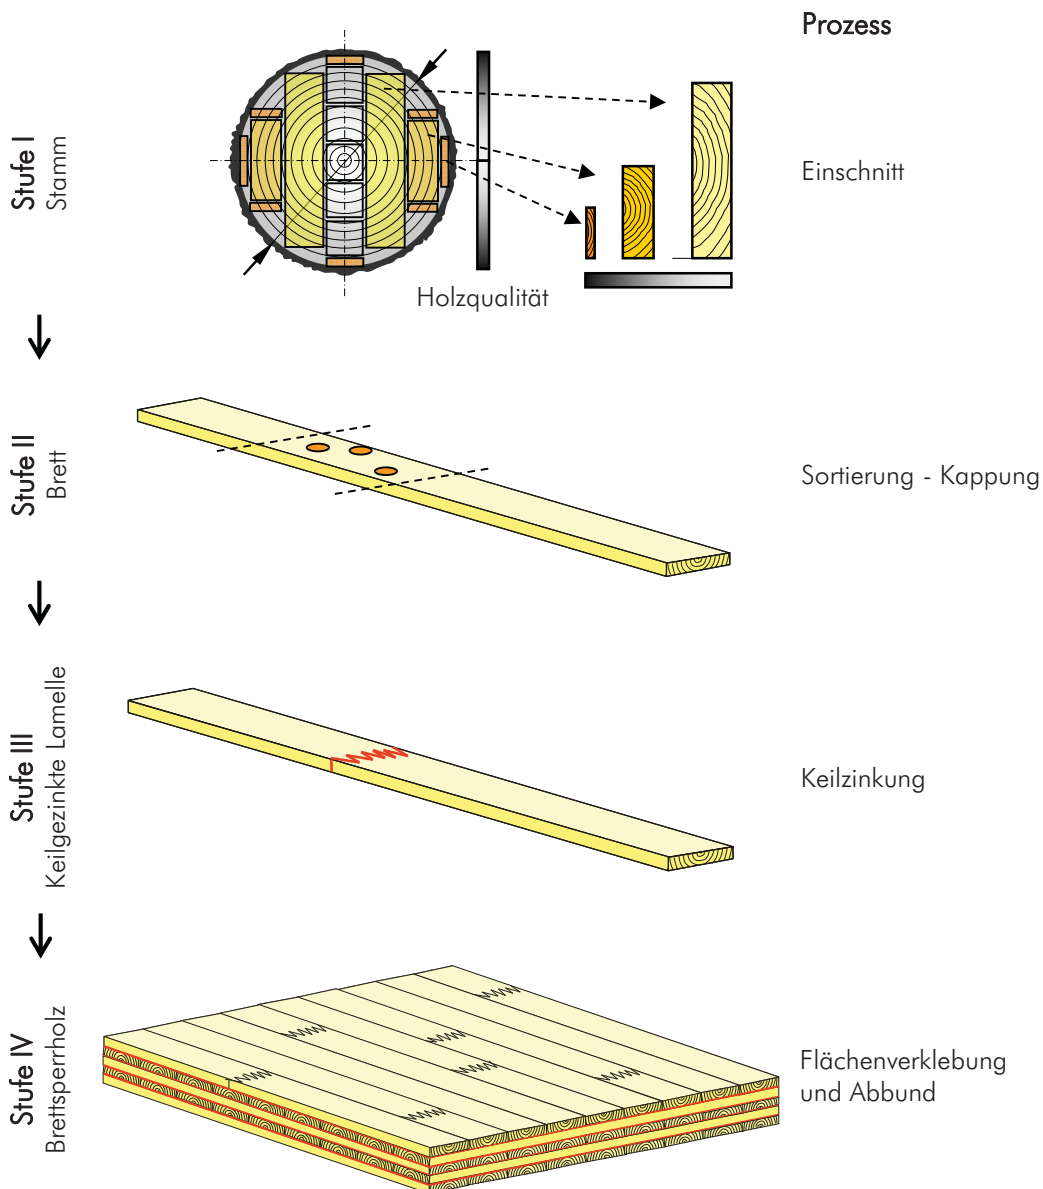 Prozess
Stufe I
Stamm
Einschnitt
Holzqualität
Stufe II
Brett
Sortierung - Kappung
Stufe III
Keilgezinkte Lamelle
Keilzinkung
Stufe IV
Brettsperrholz
Flächenverklebung
und Abbund